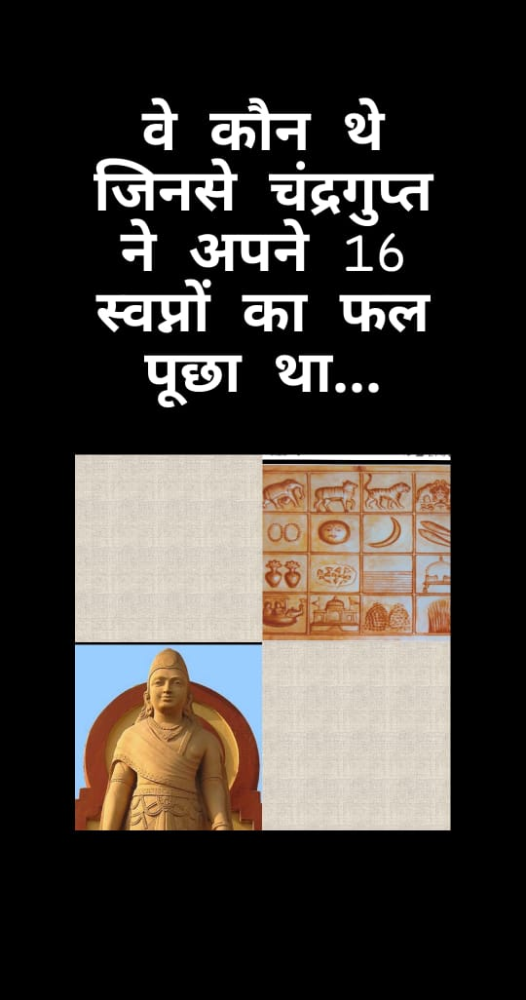 वे कौन थे
जिनसे चंद्रगुप्त
ने अपने 16
स्वप्नों का फल
पूछा था...